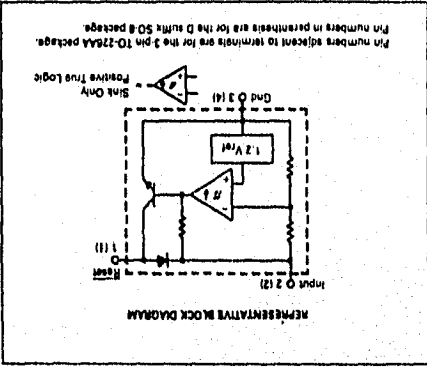 REPRESENTATIVE BLOCK DIAGRAM
Input 2 (2)
Reset
1 (1)
-
+
1.2 Vref
Gnd 3 (4)
-
+
= Sink Only
Positive True Logic
Pin numbers adjacent to terminals are for the 3-pin TO-226AA package.
Pin numbers in parenthesis are for the D suffix SO-8 package.